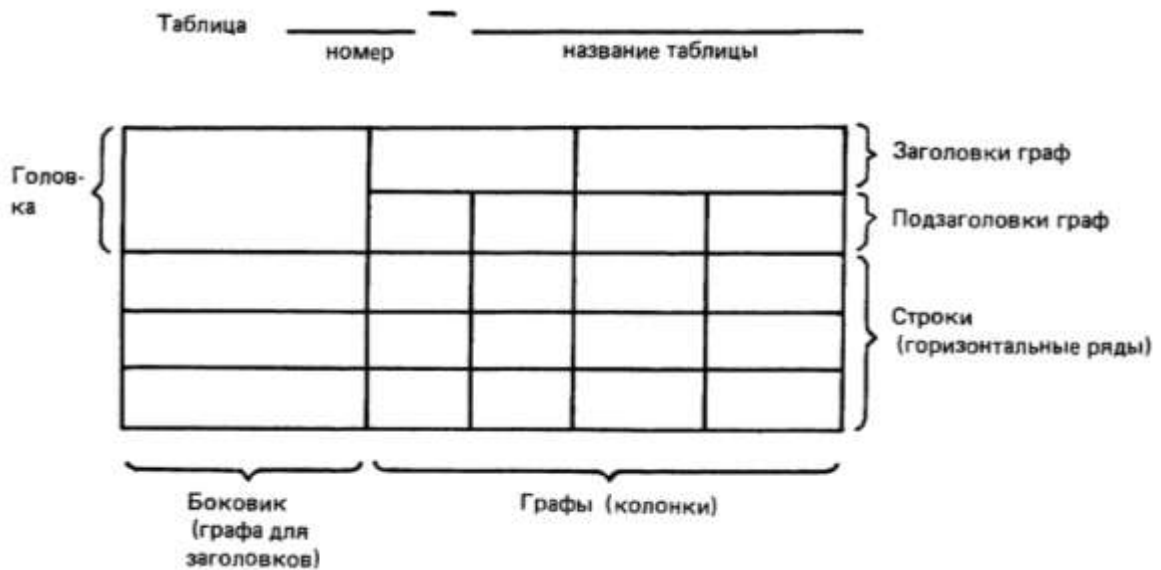 Таблица —
номер название таблицы
Голов-
ка
Заголовки граф
Подзаголовки граф
Строки
(горизонтальные ряды)
Боковик
(графа для
заголовков)
Графы (колонки)